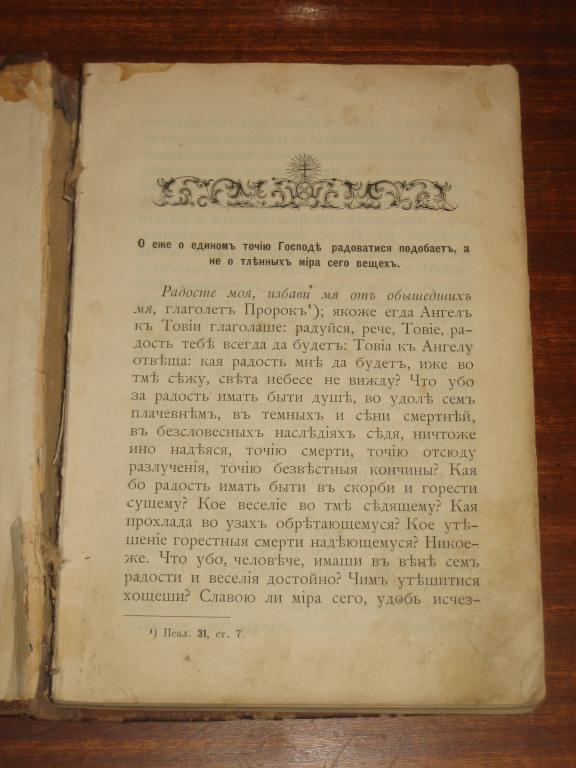 О еже о единомъ точію Господѣ радоватися подобаетъ, а
не о тлѣнныхъ міра сего вещехъ.
Радосте моя, избави мя отъ обышедшихъ
мя, глаголетъ Пророкъ¹); якоже егда Ангелъ
къ Товіи глаголаше: радуйся, рече, Товіе, ра-
дость тебѣ всегда да будетъ: Товіа къ Ангелу
отвѣща: кая радость мнѣ да будетъ, иже во
тмѣ сѣжу, свѣта небесе не вижду? Что убо
за радость имать быти душѣ, во удолѣ семъ
плачевнѣмъ, въ темныхъ и сѣни смертнѣй,
въ безсловесныхъ наслѣдіяхъ сѣдя, ничтоже
ино надѣяся, точію смерти, точію отсюду
разлученія, точію безвѣстныя кончины? Кая
бо радость имать быти въ скорби и горести
сущему? Кое веселіе во тмѣ сѣдящему? Кая
прохлада во узахъ обрѣтающемуся? Кое утѣ-
шеніе горестныя смерти надѣющемуся? Никое-
же. Что убо, человѣче, имаши въ вѣцѣ семъ
радости и веселія достойно? Чимъ утѣшитися
хощеши? Славою ли міра сего, удобь исчез-
¹) Псал. 31, ст. 7.